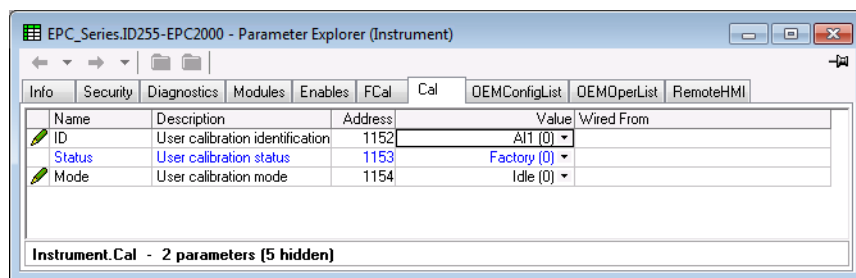 EPC_Series.ID255-EPC2000 - Parameter Explorer (Instrument)
Info Security Diagnostics Modules Enables FCal Cal OEMConfigList OEMOperList RemoteHMI
Name Description Address Value Wired From
ID User calibration identification 1152 AI1 (0)
Status User calibration status 1153 Factory (0)
Mode User calibration mode 1154 Idle (0)
Instrument.Cal - 2 parameters (5 hidden)